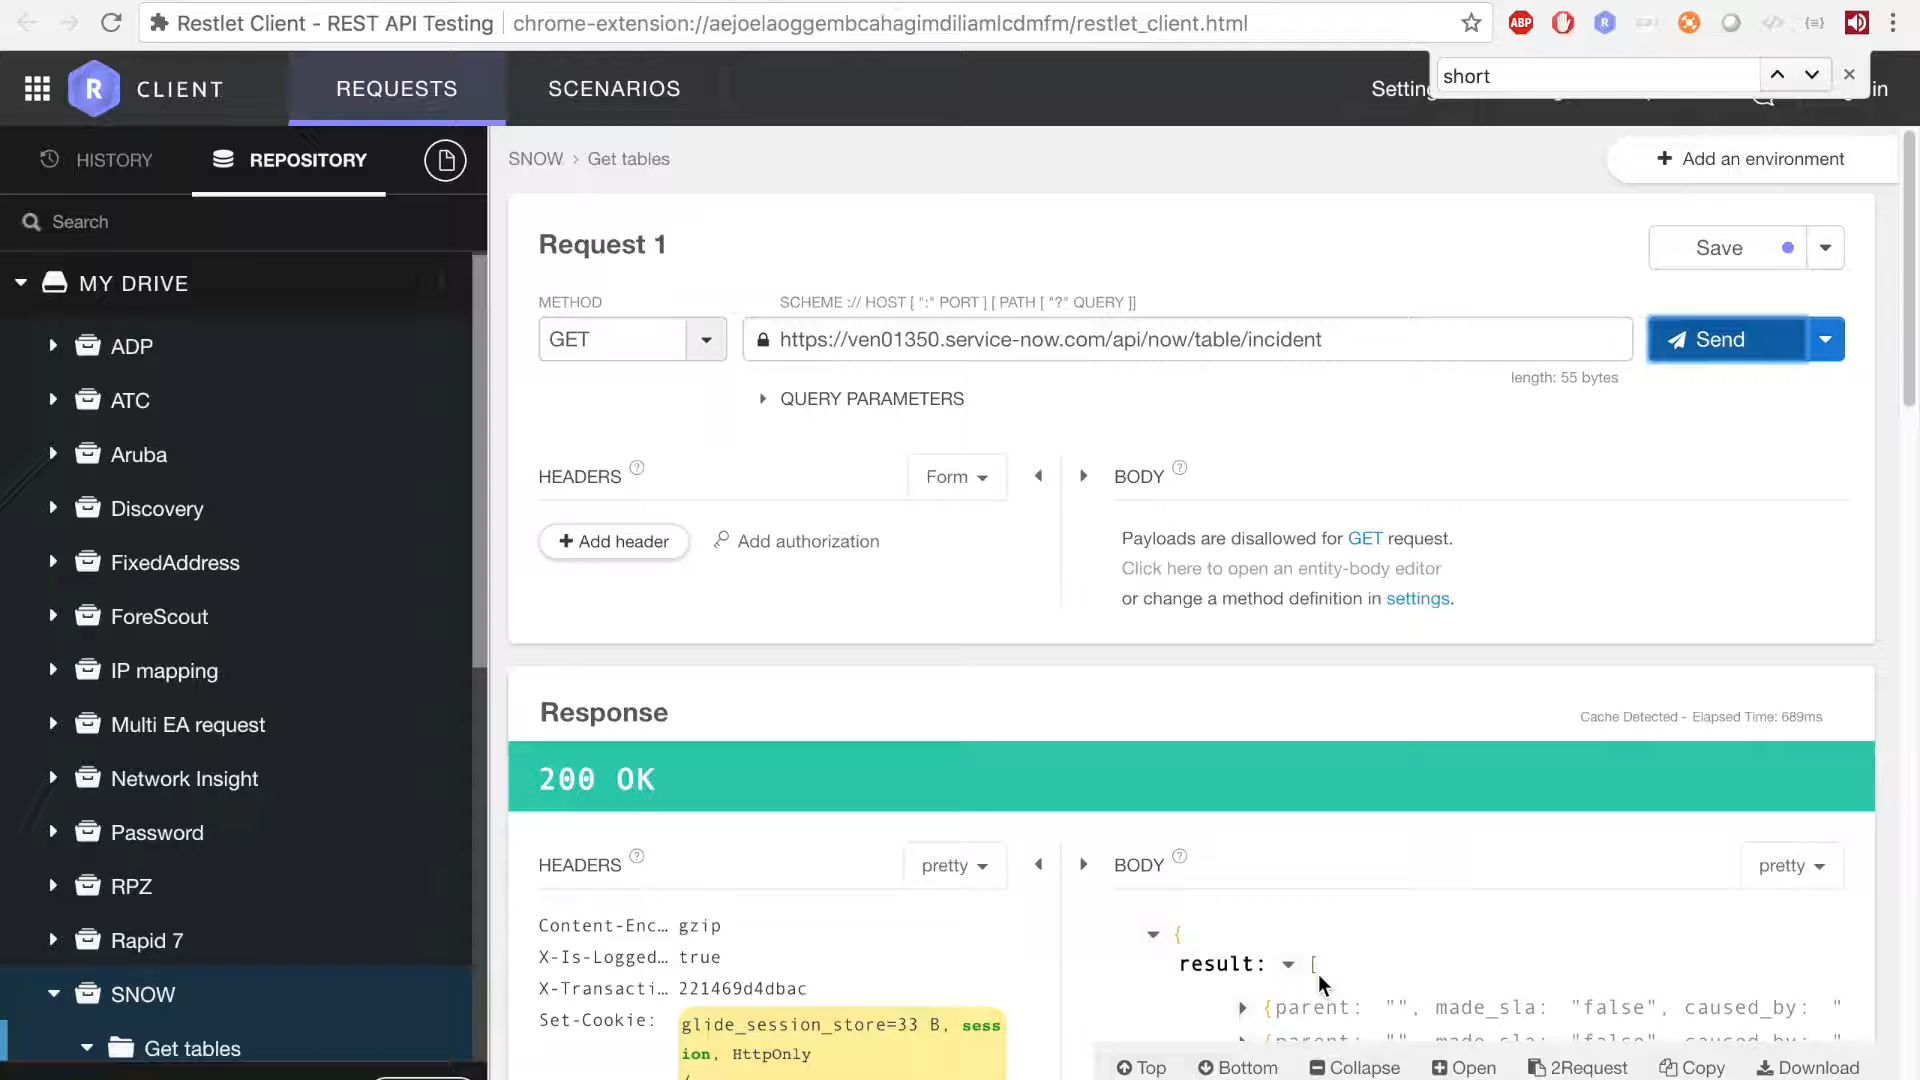 Restlet Client - REST API Testing | chrome-extension://aejoelaoggembcahagimdiliamlcdmfm/restlet_client.html
ABP
R
short
R CLIENT
REQUESTS
SCENARIOS
Setting
in
HISTORY
REPOSITORY
Search
MY DRIVE
ADP
ATC
Aruba
Discovery
FixedAddress
ForeScout
IP mapping
Multi EA request
Network Insight
Password
RPZ
Rapid 7
SNOW
Get tables
SNOW › Get tables
+ Add an environment
Request 1
Save
METHOD
SCHEME :// HOST [ ":" PORT ] [ PATH [ "?" QUERY ]]
GET
https://ven01350.service-now.com/api/now/table/incident
Send
length: 55 bytes
QUERY PARAMETERS
HEADERS ?
Form
BODY ?
+ Add header
Add authorization
Payloads are disallowed for GET request.
Click here to open an entity-body editor
or change a method definition in settings.
Response
Cache Detected - Elapsed Time: 689ms
200 OK
HEADERS ?
pretty
BODY ?
pretty
Content-Enc… gzip
X-Is-Logged… true
X-Transacti… 221469d4dbac
Set-Cookie: glide_session_store=33 B, sess
ion, HttpOnly
{
result: [
{parent: "", made_sla: "false", caused_by: "
{parent: "", made_sla: "false", caused_by: "
Top
Bottom
Collapse
Open
2Request
Copy
Download